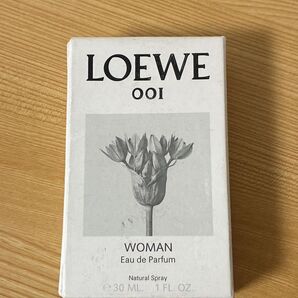 LOEWE
001
WOMAN
Eau de Parfum
Natural Spray
℮30 ML. 1 FL. OZ.